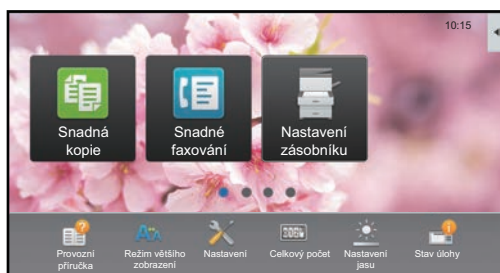 10:15
Snadná
kopie
Snadné
faxování
Nastavení
zásobníku
Provozní
příručka
Režim většího
zobrazení
Nastavení
Celkový počet
Nastavení
jasu
Stav úlohy